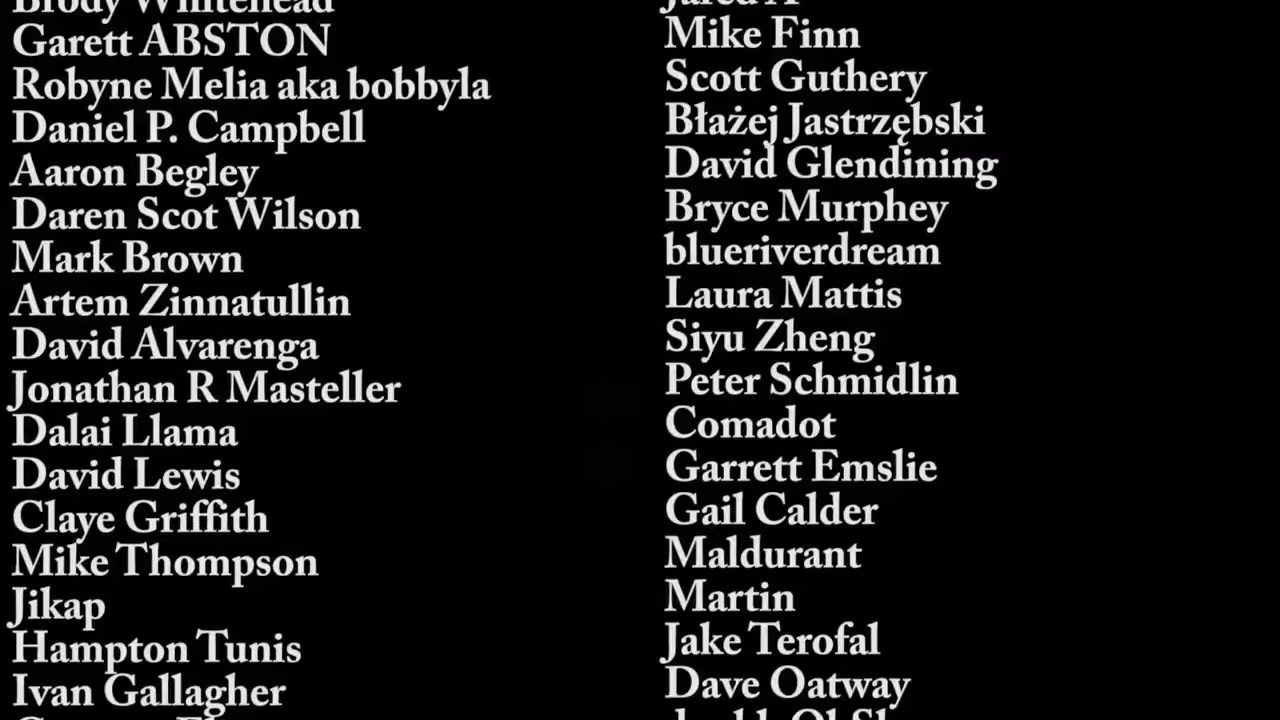 Brody Whitehead
Garett ABSTON
Robyne Melia aka bobbyla
Daniel P. Campbell
Aaron Begley
Daren Scot Wilson
Mark Brown
Artem Zinnatullin
David Alvarenga
Jonathan R Masteller
Dalai Llama
David Lewis
Claye Griffith
Mike Thompson
Jikap
Hampton Tunis
Ivan Gallagher
Jared A
Mike Finn
Scott Guthery
Błażej Jastrzębski
David Glendining
Bryce Murphey
blueriverdream
Laura Mattis
Siyu Zheng
Peter Schmidlin
Comadot
Garrett Emslie
Gail Calder
Maldurant
Martin
Jake Terofal
Dave Oatway